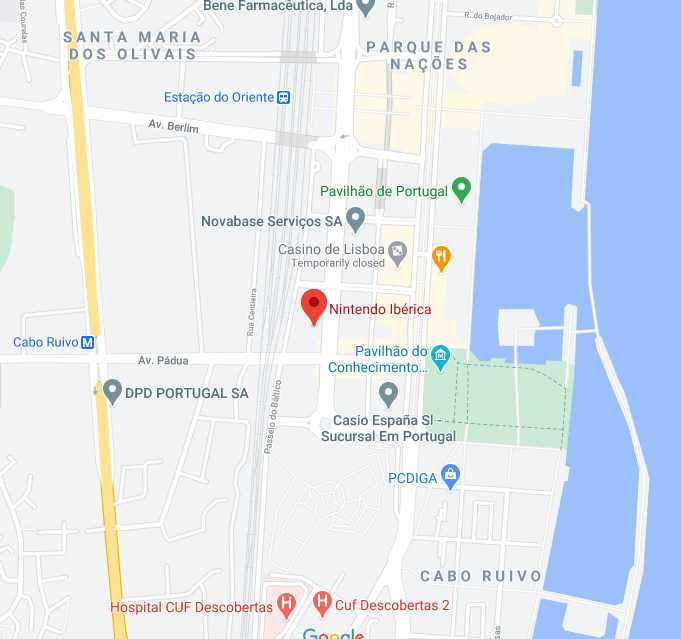 Bene Farmacêutica, Lda
R. do Bojador
SANTA MARIA
DOS OLIVAIS
PARQUE DAS
NAÇÕES
Estação do Oriente
Av. Berlim
Pavilhão de Portugal
Novabase Serviços SA
Casino de Lisboa
Temporarily closed
Rua Centieira
Nintendo Ibérica
Cabo Ruivo M
Av. Pádua
Pavilhão do
Conhecimento...
DPD PORTUGAL SA
Passeio do Báltico
Casio España Sl -
Sucursal Em Portugal
PCDIGA
CABO RUIVO
Hospital CUF Descobertas H
H Cuf Descobertas 2
Google